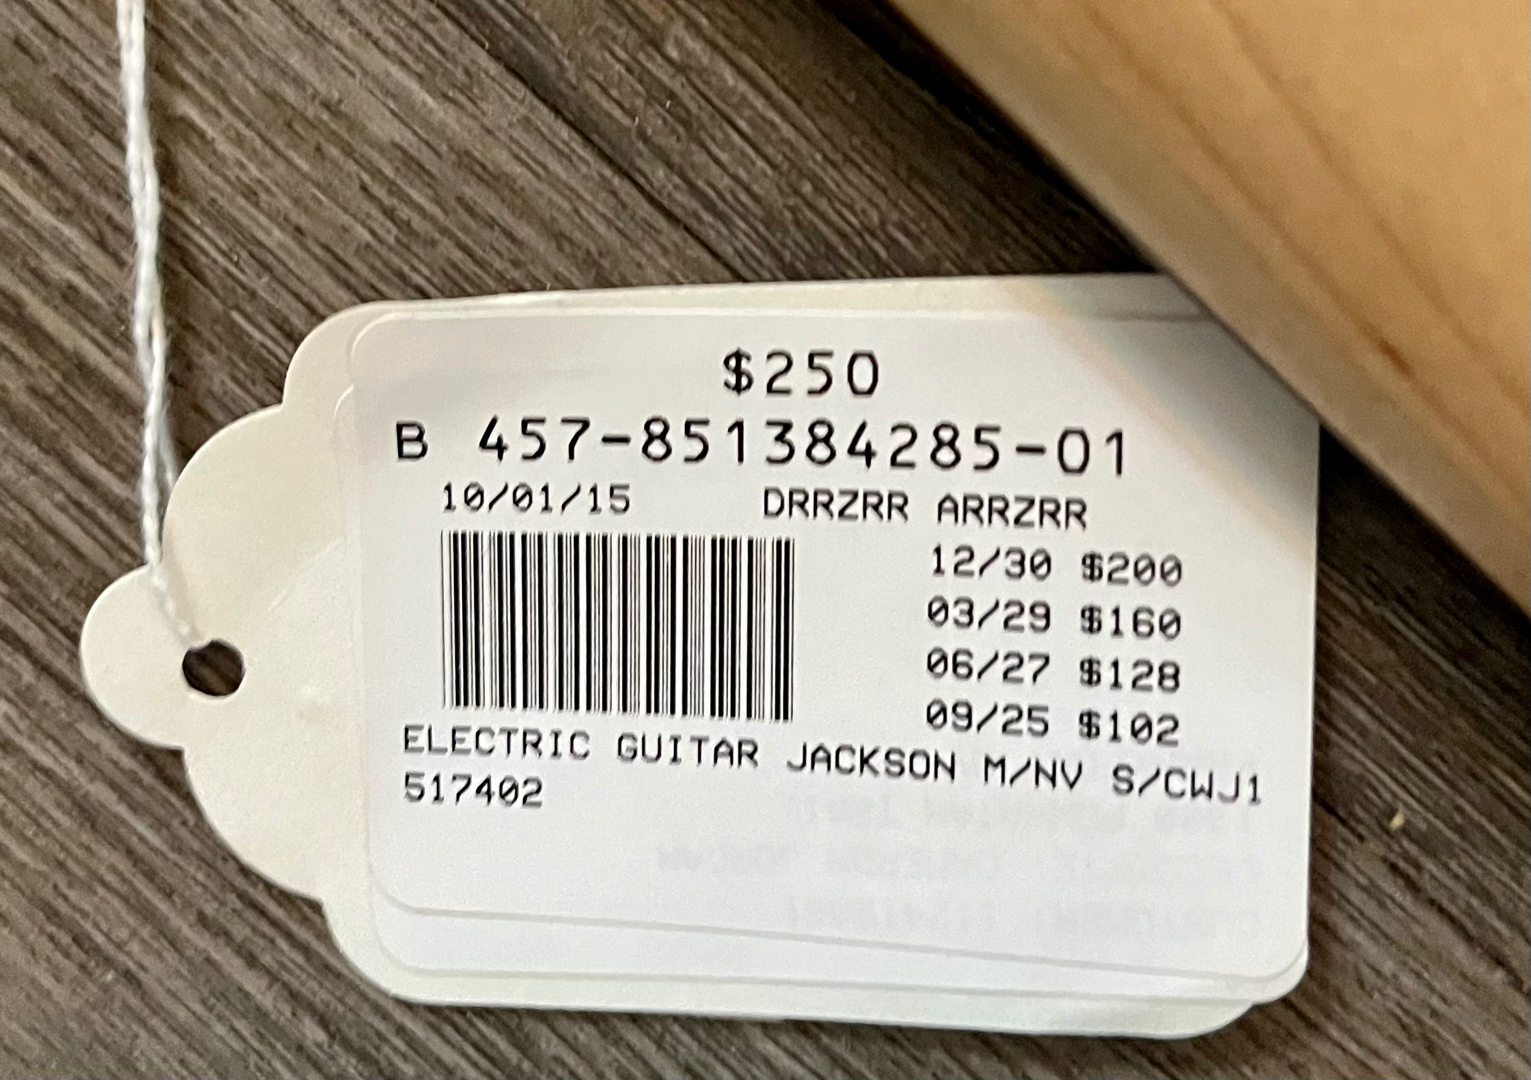 $250
B 457-851384285-01
10/01/15 DRRZRR ARRZRR
12/30 $200
03/29 $160
06/27 $128
09/25 $102
ELECTRIC GUITAR JACKSON M/NV S/CWJ1
517402